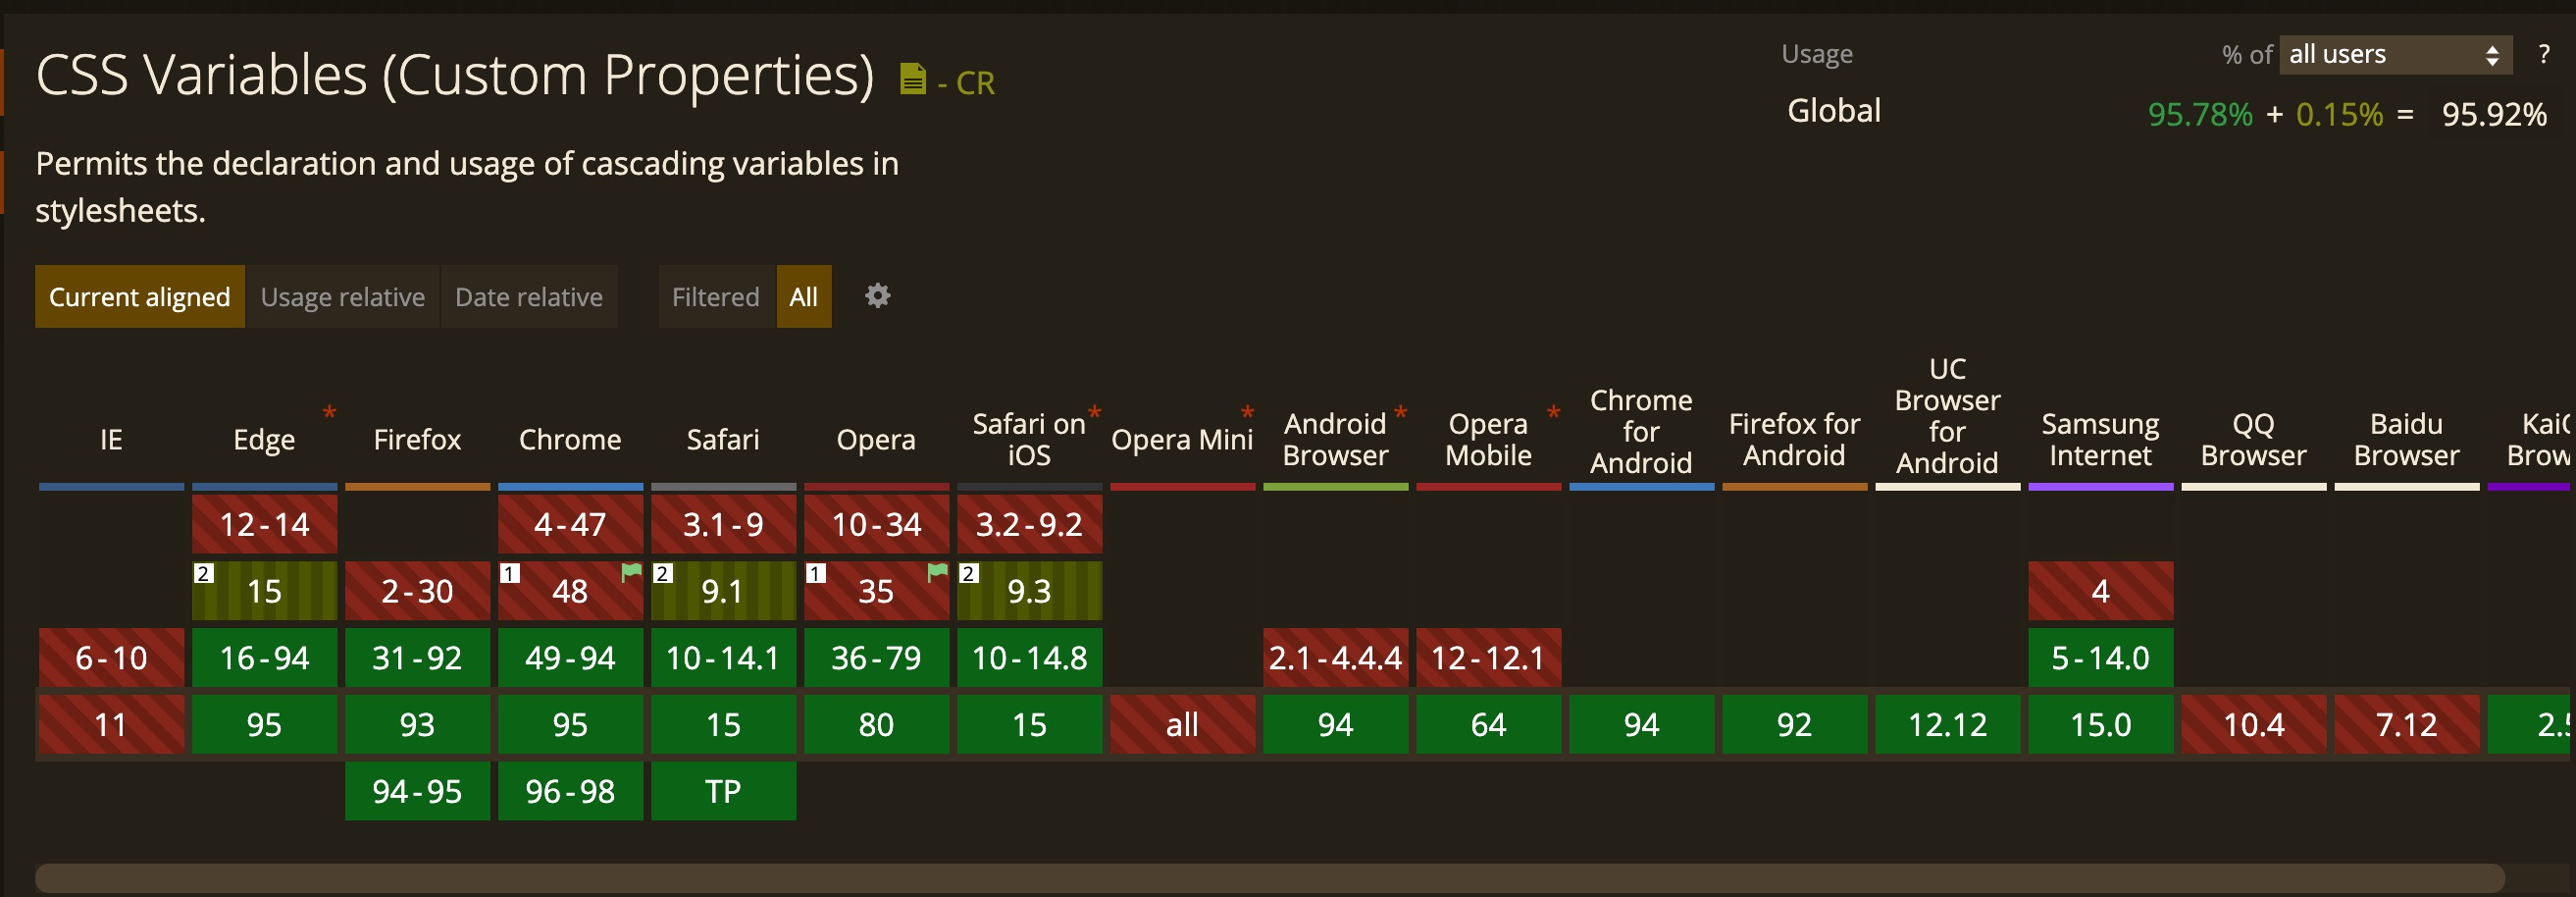 CSS Variables (Custom Properties) - CR
Usage % of all users ?
Global 95.78% + 0.15% = 95.92%
Permits the declaration and usage of cascading variables in
stylesheets.
Current aligned Usage relative Date relative Filtered All
IE
Edge *
Firefox
Chrome
Safari
Opera
Safari on *
iOS
Opera Mini *
Android *
Browser
Opera *
Mobile
Chrome
for
Android
Firefox for
Android
UC
Browser
for
Android
Samsung
Internet
QQ
Browser
Baidu
Browser
12-14 4-47 3.1-9 10-34 3.2-9.2
2 15 2-30 1 48 2 9.1 1 35 2 9.3 4
6-10 16-94 31-92 49-94 10-14.1 36-79 10-14.8 2.1-4.4.4 12-12.1 5-14.0
11 95 93 95 15 80 15 all 94 64 94 92 12.12 15.0 10.4 7.12
94-95 96-98 TP